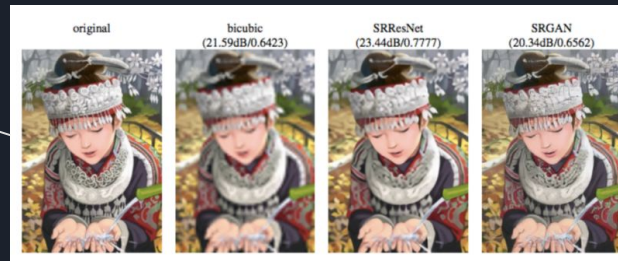 original
bicubic
(21.59dB/0.6423)
SRResNet
(23.44dB/0.7777)
SRGAN
(20.34dB/0.6562)